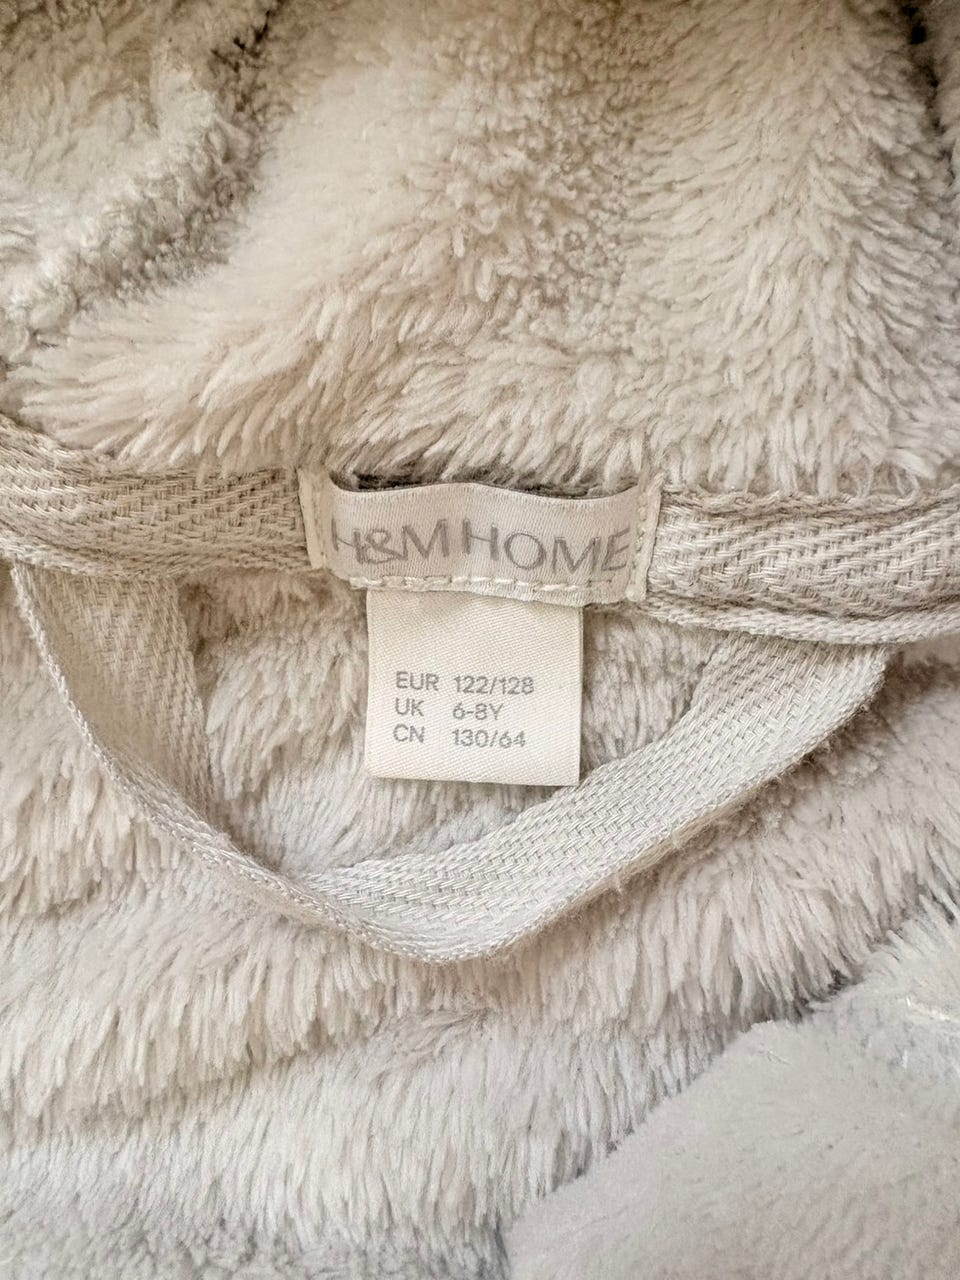 H&M HOME
EUR 122/128
UK 6-8Y
CN 130/64